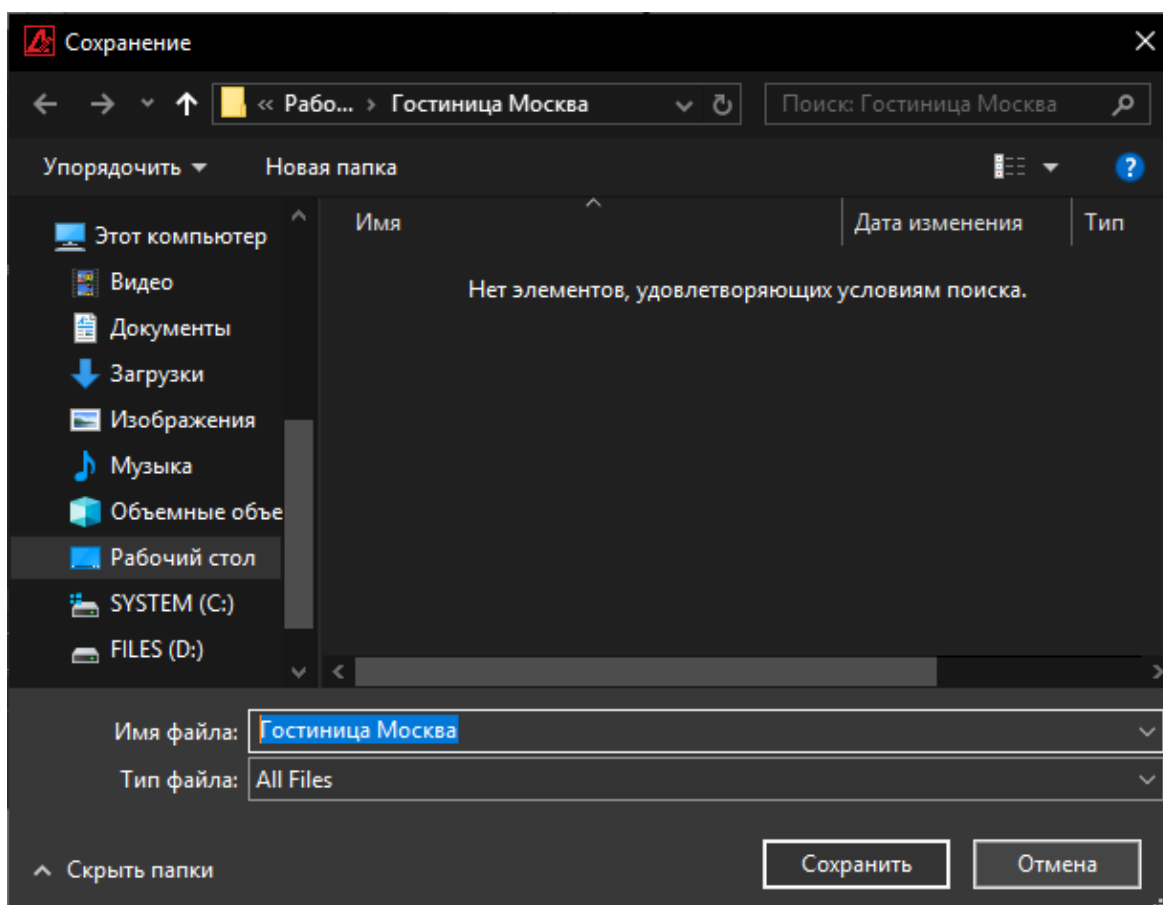 Сохранение
« Рабо... › Гостиница Москва
Поиск: Гостиница Москва
Упорядочить
Новая папка
Имя
Дата изменения
Тип
Нет элементов, удовлетворяющих условиям поиска.
Этот компьютер
Видео
Документы
Загрузки
Изображения
Музыка
Объемные объе
Рабочий стол
SYSTEM (C:)
FILES (D:)
Имя файла: Гостиница Москва
Тип файла: All Files
Скрыть папки
Сохранить
Отмена